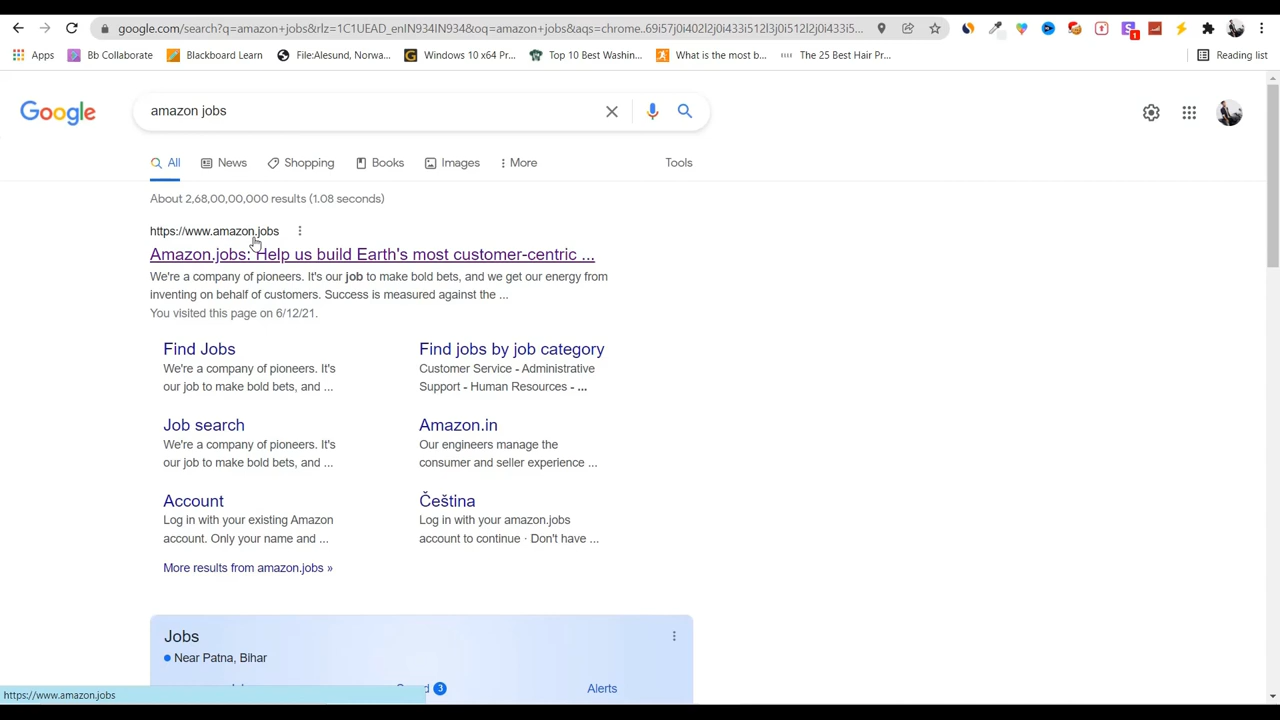 google.com/search?q=amazon+jobs&rlz=1C1UEAD_enIN934IN934&oq=amazon+jobs&aqs=chrome..69i57j0i402l2j0i433i512l2j0i433i512l3j0i512l2j0i433i5...
Apps Bb Collaborate Blackboard Learn File:Alesund, Norwa... Windows 10 x64 Pr... Top 10 Best Washin... What is the most b... The 25 Best Hair Pr... Reading list
Google amazon jobs
All News Shopping Books Images More Tools
About 2,68,00,00,000 results (1.08 seconds)
https://www.amazon.jobs
Amazon.jobs: Help us build Earth's most customer-centric ...
We're a company of pioneers. It's our job to make bold bets, and we get our energy from
inventing on behalf of customers. Success is measured against the ...
You visited this page on 6/12/21.
Find Jobs
We're a company of pioneers. It's
our job to make bold bets, and ...
Find jobs by job category
Customer Service - Administrative
Support - Human Resources - ...
Job search
We're a company of pioneers. It's
our job to make bold bets, and ...
Amazon.in
Our engineers manage the
consumer and seller experience ...
Account
Log in with your existing Amazon
account. Only your name and ...
Čeština
Log in with your amazon.jobs
account to continue · Don't have ...
More results from amazon.jobs »
Jobs
Near Patna, Bihar
3 Alerts
https://www.amazon.jobs